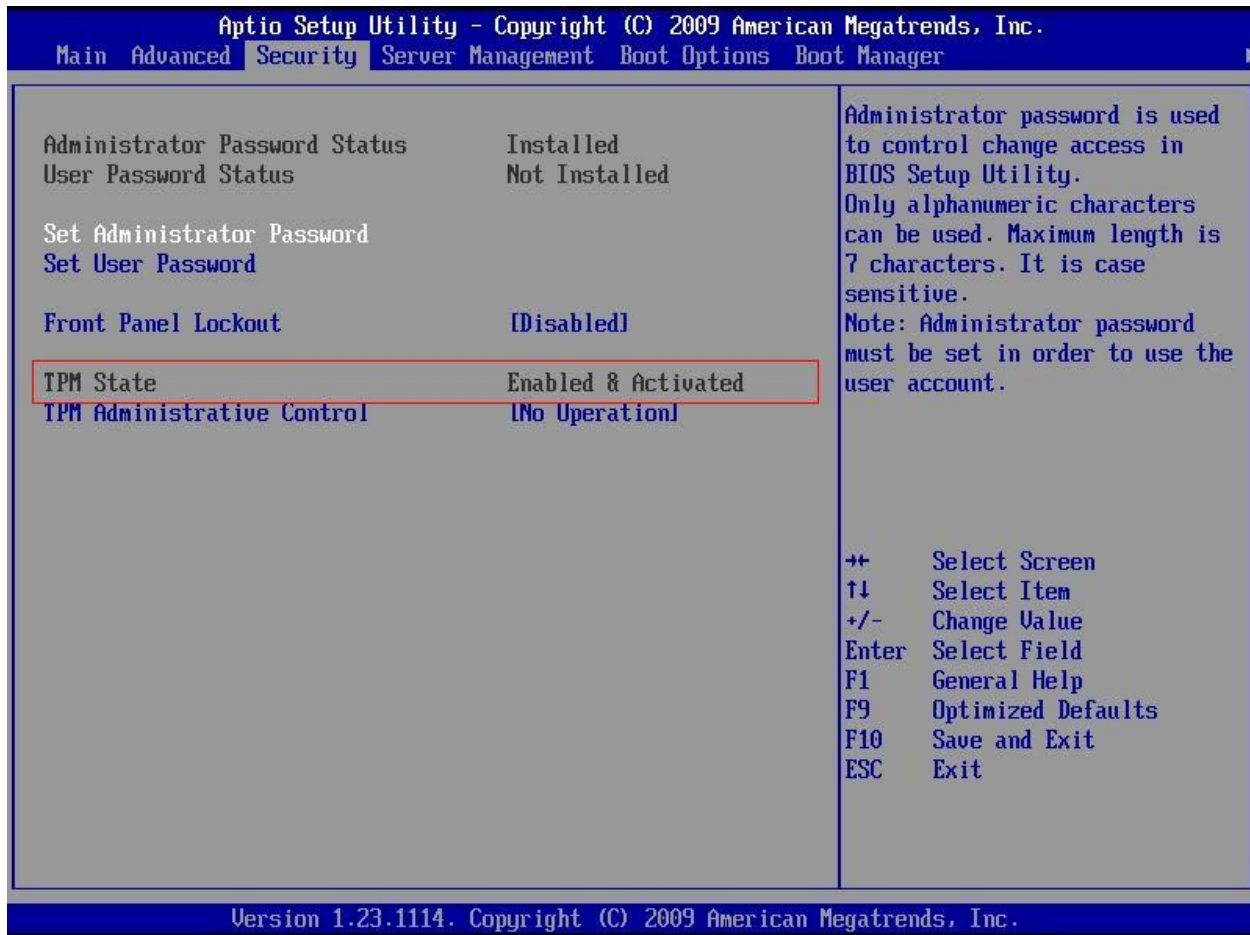 Aptio Setup Utility - Copyright (C) 2009 American Megatrends, Inc.
Main Advanced Security Server Management Boot Options Boot Manager
Administrator Password Status Installed
User Password Status Not Installed
Set Administrator Password
Set User Password
Front Panel Lockout [Disabled]
TPM State Enabled & Activated
TPM Administrative Control [No Operation]
Administrator password is used
to control change access in
BIOS Setup Utility.
Only alphanumeric characters
can be used. Maximum length is
7 characters. It is case
sensitive.
Note: Administrator password
must be set in order to use the
user account.
→← Select Screen
↑↓ Select Item
+/- Change Value
Enter Select Field
F1 General Help
F9 Optimized Defaults
F10 Save and Exit
ESC Exit
Version 1.23.1114. Copyright (C) 2009 American Megatrends, Inc.